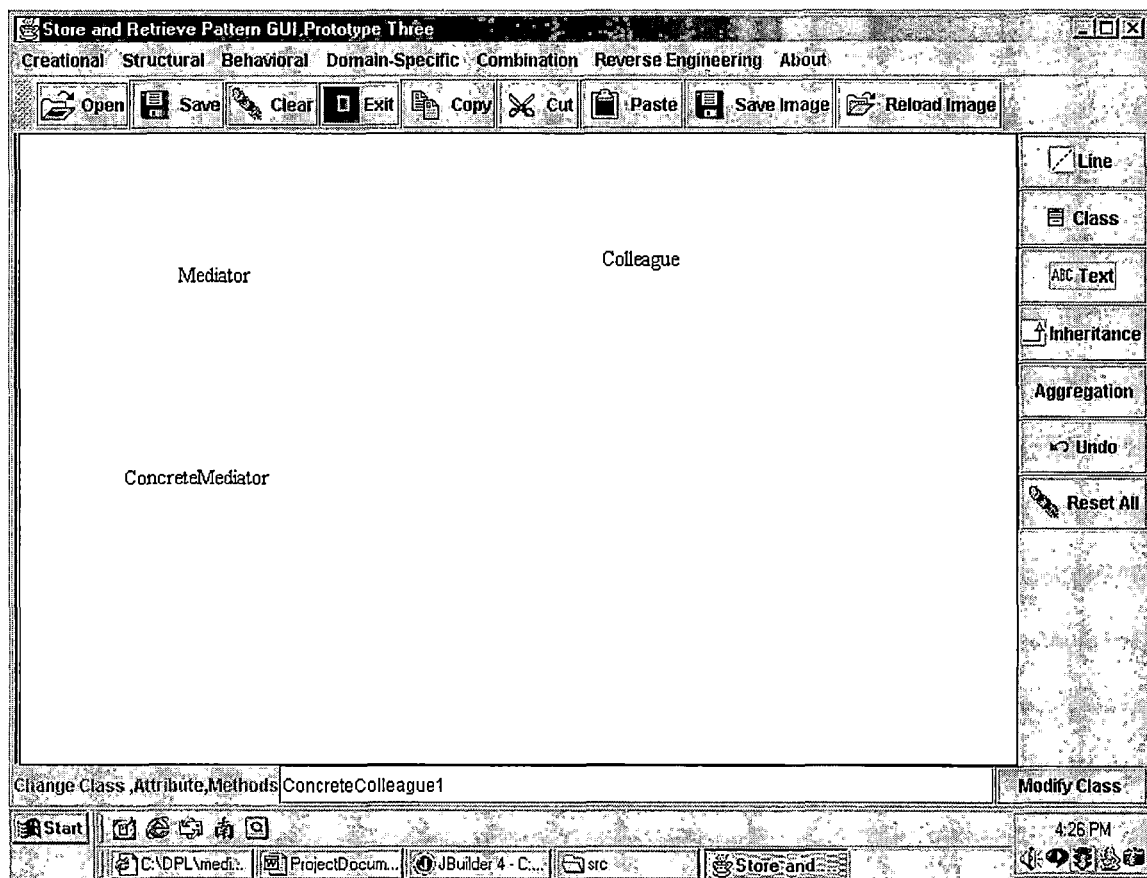 Store and Retrieve Pattern GUI,Prototype Three
Creational Structural Behavioral Domain-Specific Combination Reverse Engineering About
Open Save Clear Exit Copy Cut Paste Save Image Reload Image
Line
Class
ABC Text
Inheritance
Aggregation
Undo
Reset All
Colleague
Mediator
ConcreteMediator
Change Class ,Attribute,Methods ConcreteColleague1 Modify Class
Start
4:26 PM
C:\DPL\medi... ProjectDocum... JBuilder 4 - C:... src Store and